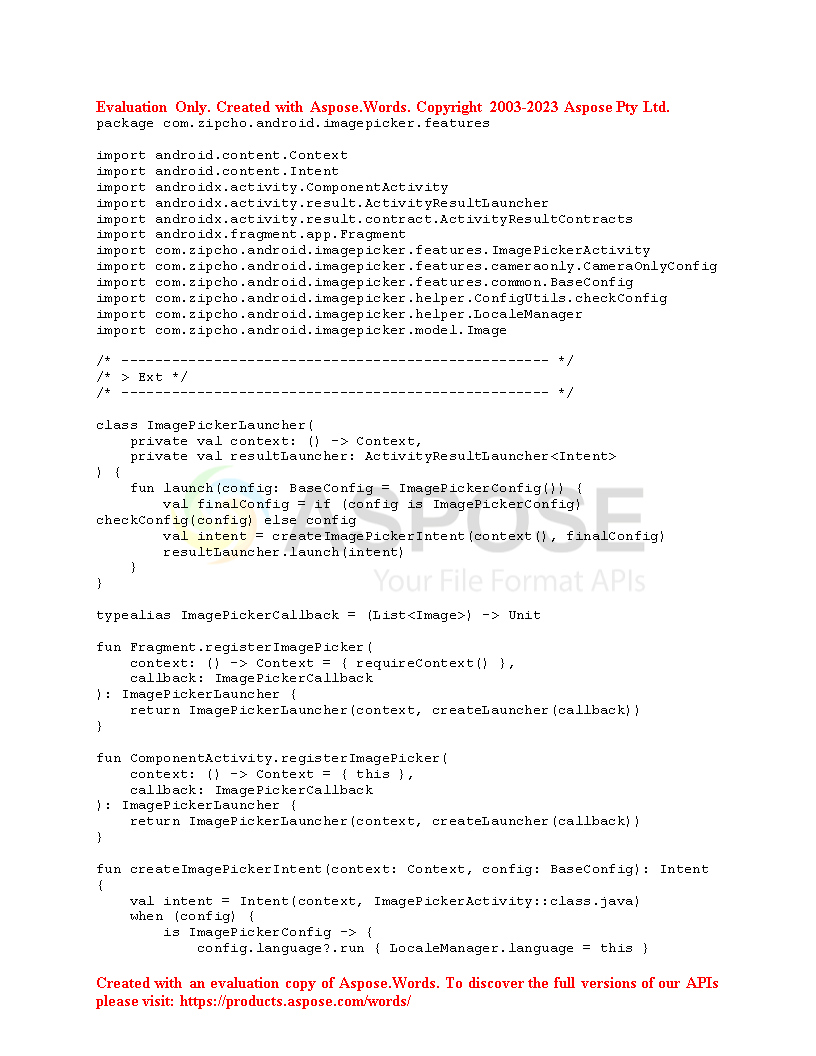 Evaluation Only. Created with Aspose.Words. Copyright 2003-2023 Aspose Pty Ltd.
package com.zipcho.android.imagepicker.features

import android.content.Context
import android.content.Intent
import androidx.activity.ComponentActivity
import androidx.activity.result.ActivityResultLauncher
import androidx.activity.result.contract.ActivityResultContracts
import androidx.fragment.app.Fragment
import com.zipcho.android.imagepicker.features.ImagePickerActivity
import com.zipcho.android.imagepicker.features.cameraonly.CameraOnlyConfig
import com.zipcho.android.imagepicker.features.common.BaseConfig
import com.zipcho.android.imagepicker.helper.ConfigUtils.checkConfig
import com.zipcho.android.imagepicker.helper.LocaleManager
import com.zipcho.android.imagepicker.model.Image

/* --------------------------------------------------- */
/* > Ext */
/* --------------------------------------------------- */

class ImagePickerLauncher(
    private val context: () -> Context,
    private val resultLauncher: ActivityResultLauncher<Intent>
) {
    fun launch(config: BaseConfig = ImagePickerConfig()) {
        val finalConfig = if (config is ImagePickerConfig)
checkConfig(config) else config
        val intent = createImagePickerIntent(context(), finalConfig)
        resultLauncher.launch(intent)
    }
}
ASPOSE
Your File Format APIs

typealias ImagePickerCallback = (List<Image>) -> Unit

fun Fragment.registerImagePicker(
    context: () -> Context = { requireContext() },
    callback: ImagePickerCallback
): ImagePickerLauncher {
    return ImagePickerLauncher(context, createLauncher(callback))
}

fun ComponentActivity.registerImagePicker(
    context: () -> Context = { this },
    callback: ImagePickerCallback
): ImagePickerLauncher {
    return ImagePickerLauncher(context, createLauncher(callback))
}

fun createImagePickerIntent(context: Context, config: BaseConfig): Intent
{
    val intent = Intent(context, ImagePickerActivity::class.java)
    when (config) {
        is ImagePickerConfig -> {
            config.language?.run { LocaleManager.language = this }

Created with an evaluation copy of Aspose.Words. To discover the full versions of our APIs
please visit: https://products.aspose.com/words/